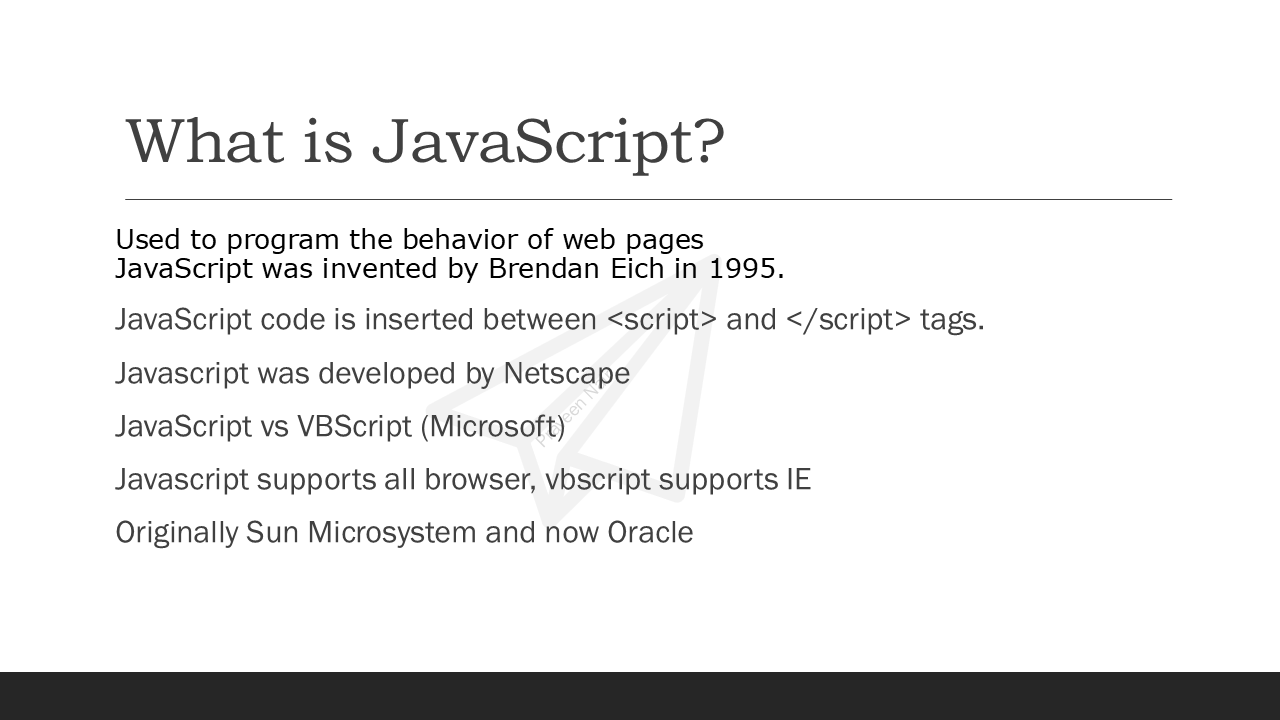 What is JavaScript?
Used to program the behavior of web pages
JavaScript was invented by Brendan Eich in 1995.
JavaScript code is inserted between <script> and </script> tags.
Javascript was developed by Netscape
JavaScript vs VBScript (Microsoft)
Javascript supports all browser, vbscript supports IE
Originally Sun Microsystem and now Oracle